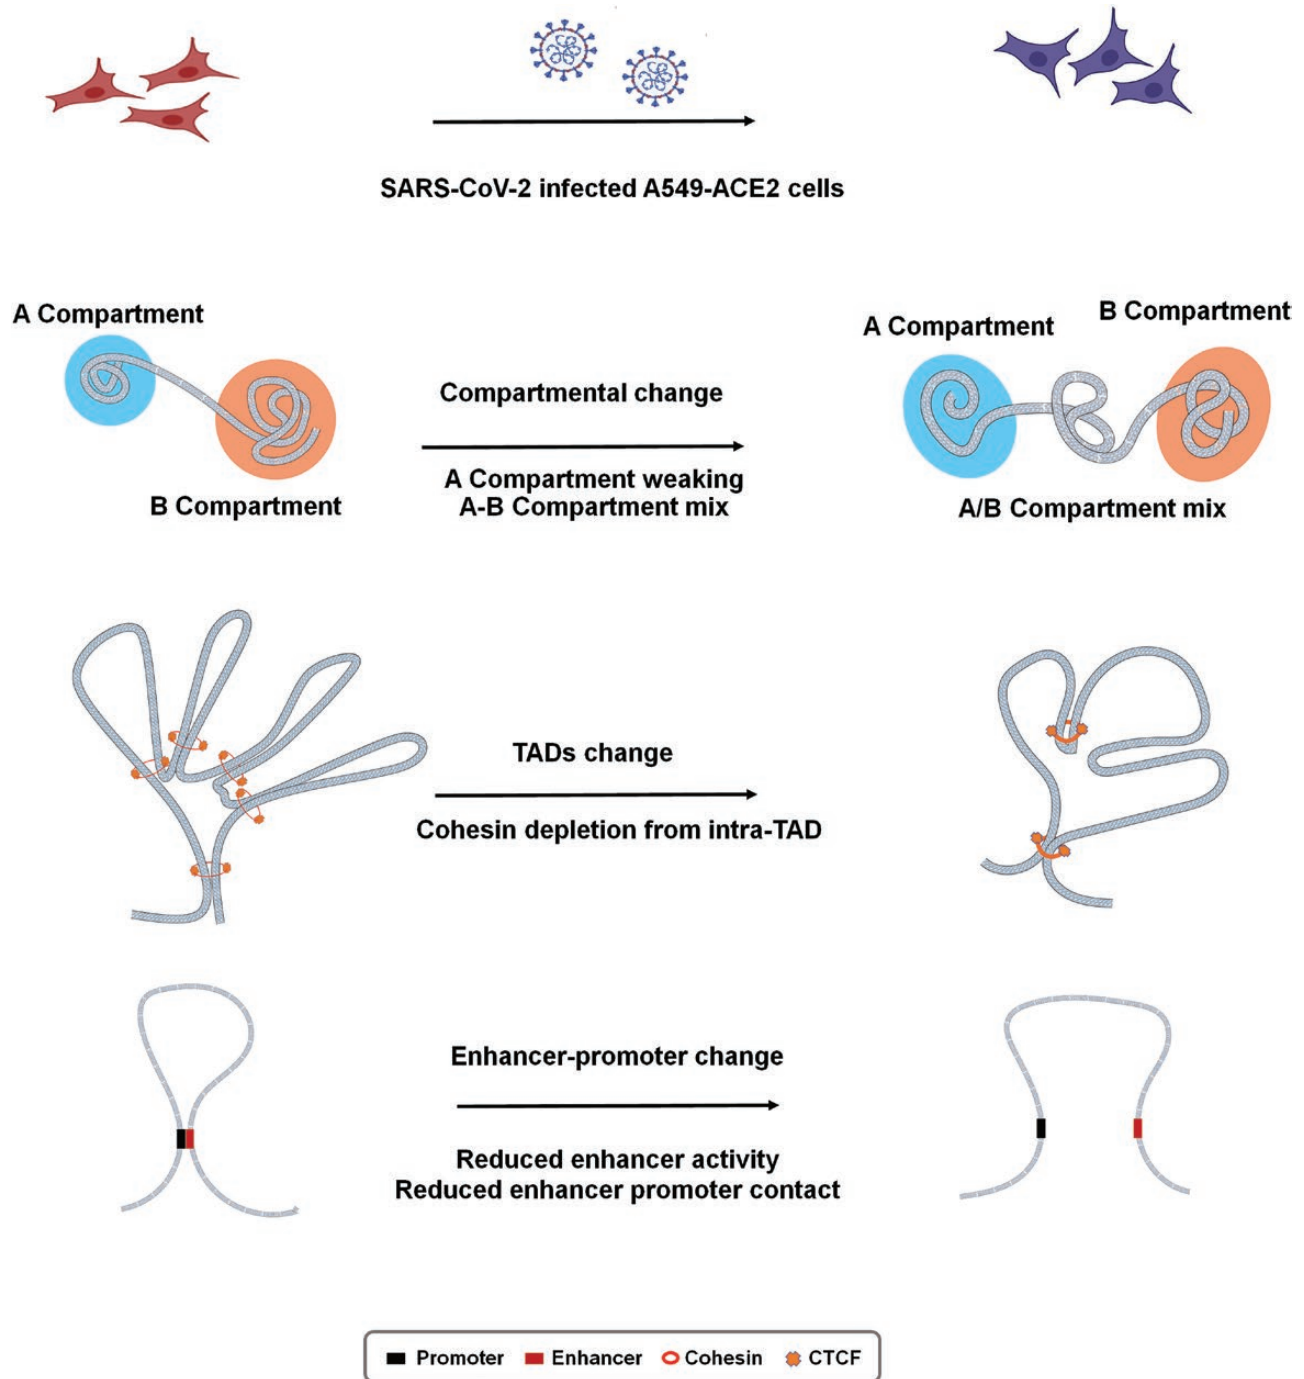 SARS-CoV-2 infected A549-ACE2 cells
A Compartment
B Compartment
Compartmental change
A Compartment weaking
A-B Compartment mix
A Compartment
B Compartment
A/B Compartment mix
TADs change
Cohesin depletion from intra-TAD
Enhancer-promoter change
Reduced enhancer activity
Reduced enhancer promoter contact
Promoter Enhancer Cohesin CTCF